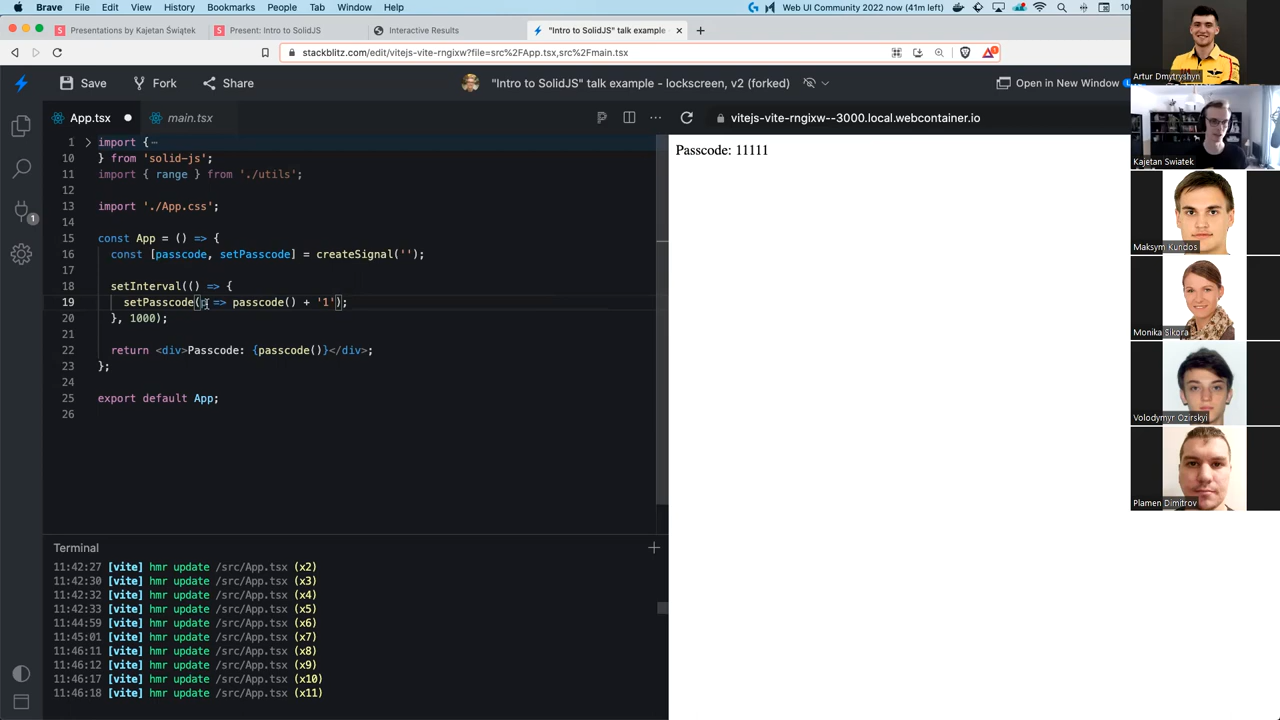 Brave File Edit View History Bookmarks People Tab Window Help
Web UI Community 2022 now (41m left)
Presentations by Kajetan Świątek
Present: Intro to SolidJS
Interactive Results
"Intro to SolidJS" talk example
stackblitz.com/edit/vitejs-vite-rngixw?file=src%2FApp.tsx,src%2Fmain.tsx
Save Fork Share
to SolidJS" talk example - lockscreen, v2 (forked)
Open in New Window
App.tsx
main.tsx
vitejs-vite-rngixw--3000.local.webcontainer.io
1 import {
10 } from 'solid-js';
11 import { range } from './utils';
12
13 import './App.css';
14
15 const App = () => {
16 const [passcode, setPasscode] = createSignal('');
17
18 setInterval(() => {
19 setPasscode( => passcode() + '1');
20 }, 1000);
21
22 return <div>Passcode: {passcode()}</div>;
23 };
24
25 export default App;
26
Passcode: 11111
Terminal
11:42:27 [vite] hmr update /src/App.tsx (x2)
11:42:30 [vite] hmr update /src/App.tsx (x3)
11:42:32 [vite] hmr update /src/App.tsx (x4)
11:42:33 [vite] hmr update /src/App.tsx (x5)
11:44:59 [vite] hmr update /src/App.tsx (x6)
11:45:01 [vite] hmr update /src/App.tsx (x7)
11:46:11 [vite] hmr update /src/App.tsx (x8)
11:46:12 [vite] hmr update /src/App.tsx (x9)
11:46:17 [vite] hmr update /src/App.tsx (x10)
11:46:18 [vite] hmr update /src/App.tsx (x11)
1
Artur Dmytryshyn
Kajetan Swiatek
Maksym Kundos
Monika Sikora
Volodymyr Ozirskyi
Plamen Dimitrov